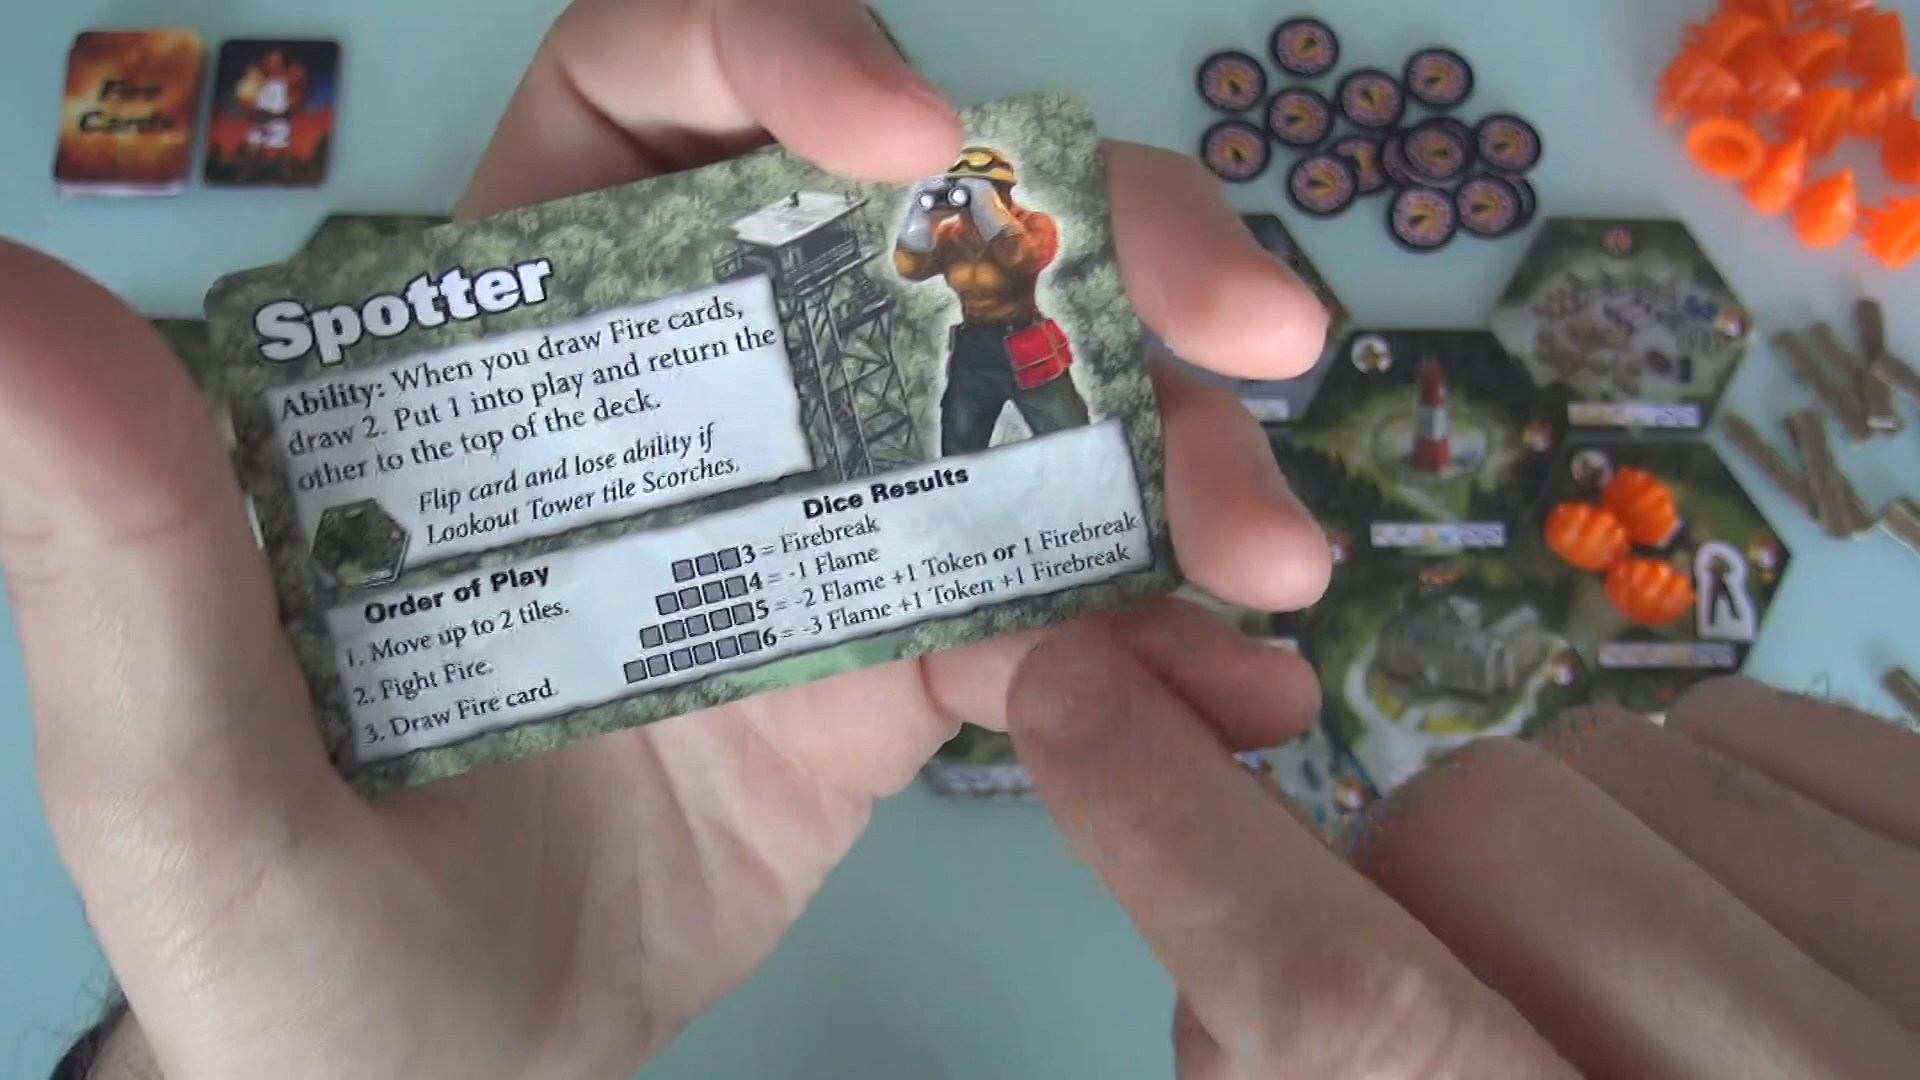 Fire
Cards
4
+2
Spotter
Ability: When you draw Fire cards,
draw 2. Put 1 into play and return the
other to the top of the deck.
Flip card and lose ability if
Lookout Tower tile Scorches.
Order of Play
1. Move up to 2 tiles.
2. Fight Fire.
3. Draw Fire card.
Dice Results
3 = Firebreak
4 = -1 Flame
5 = -2 Flame +1 Token or 1 Firebreak
6 = -3 Flame +1 Token +1 Firebreak